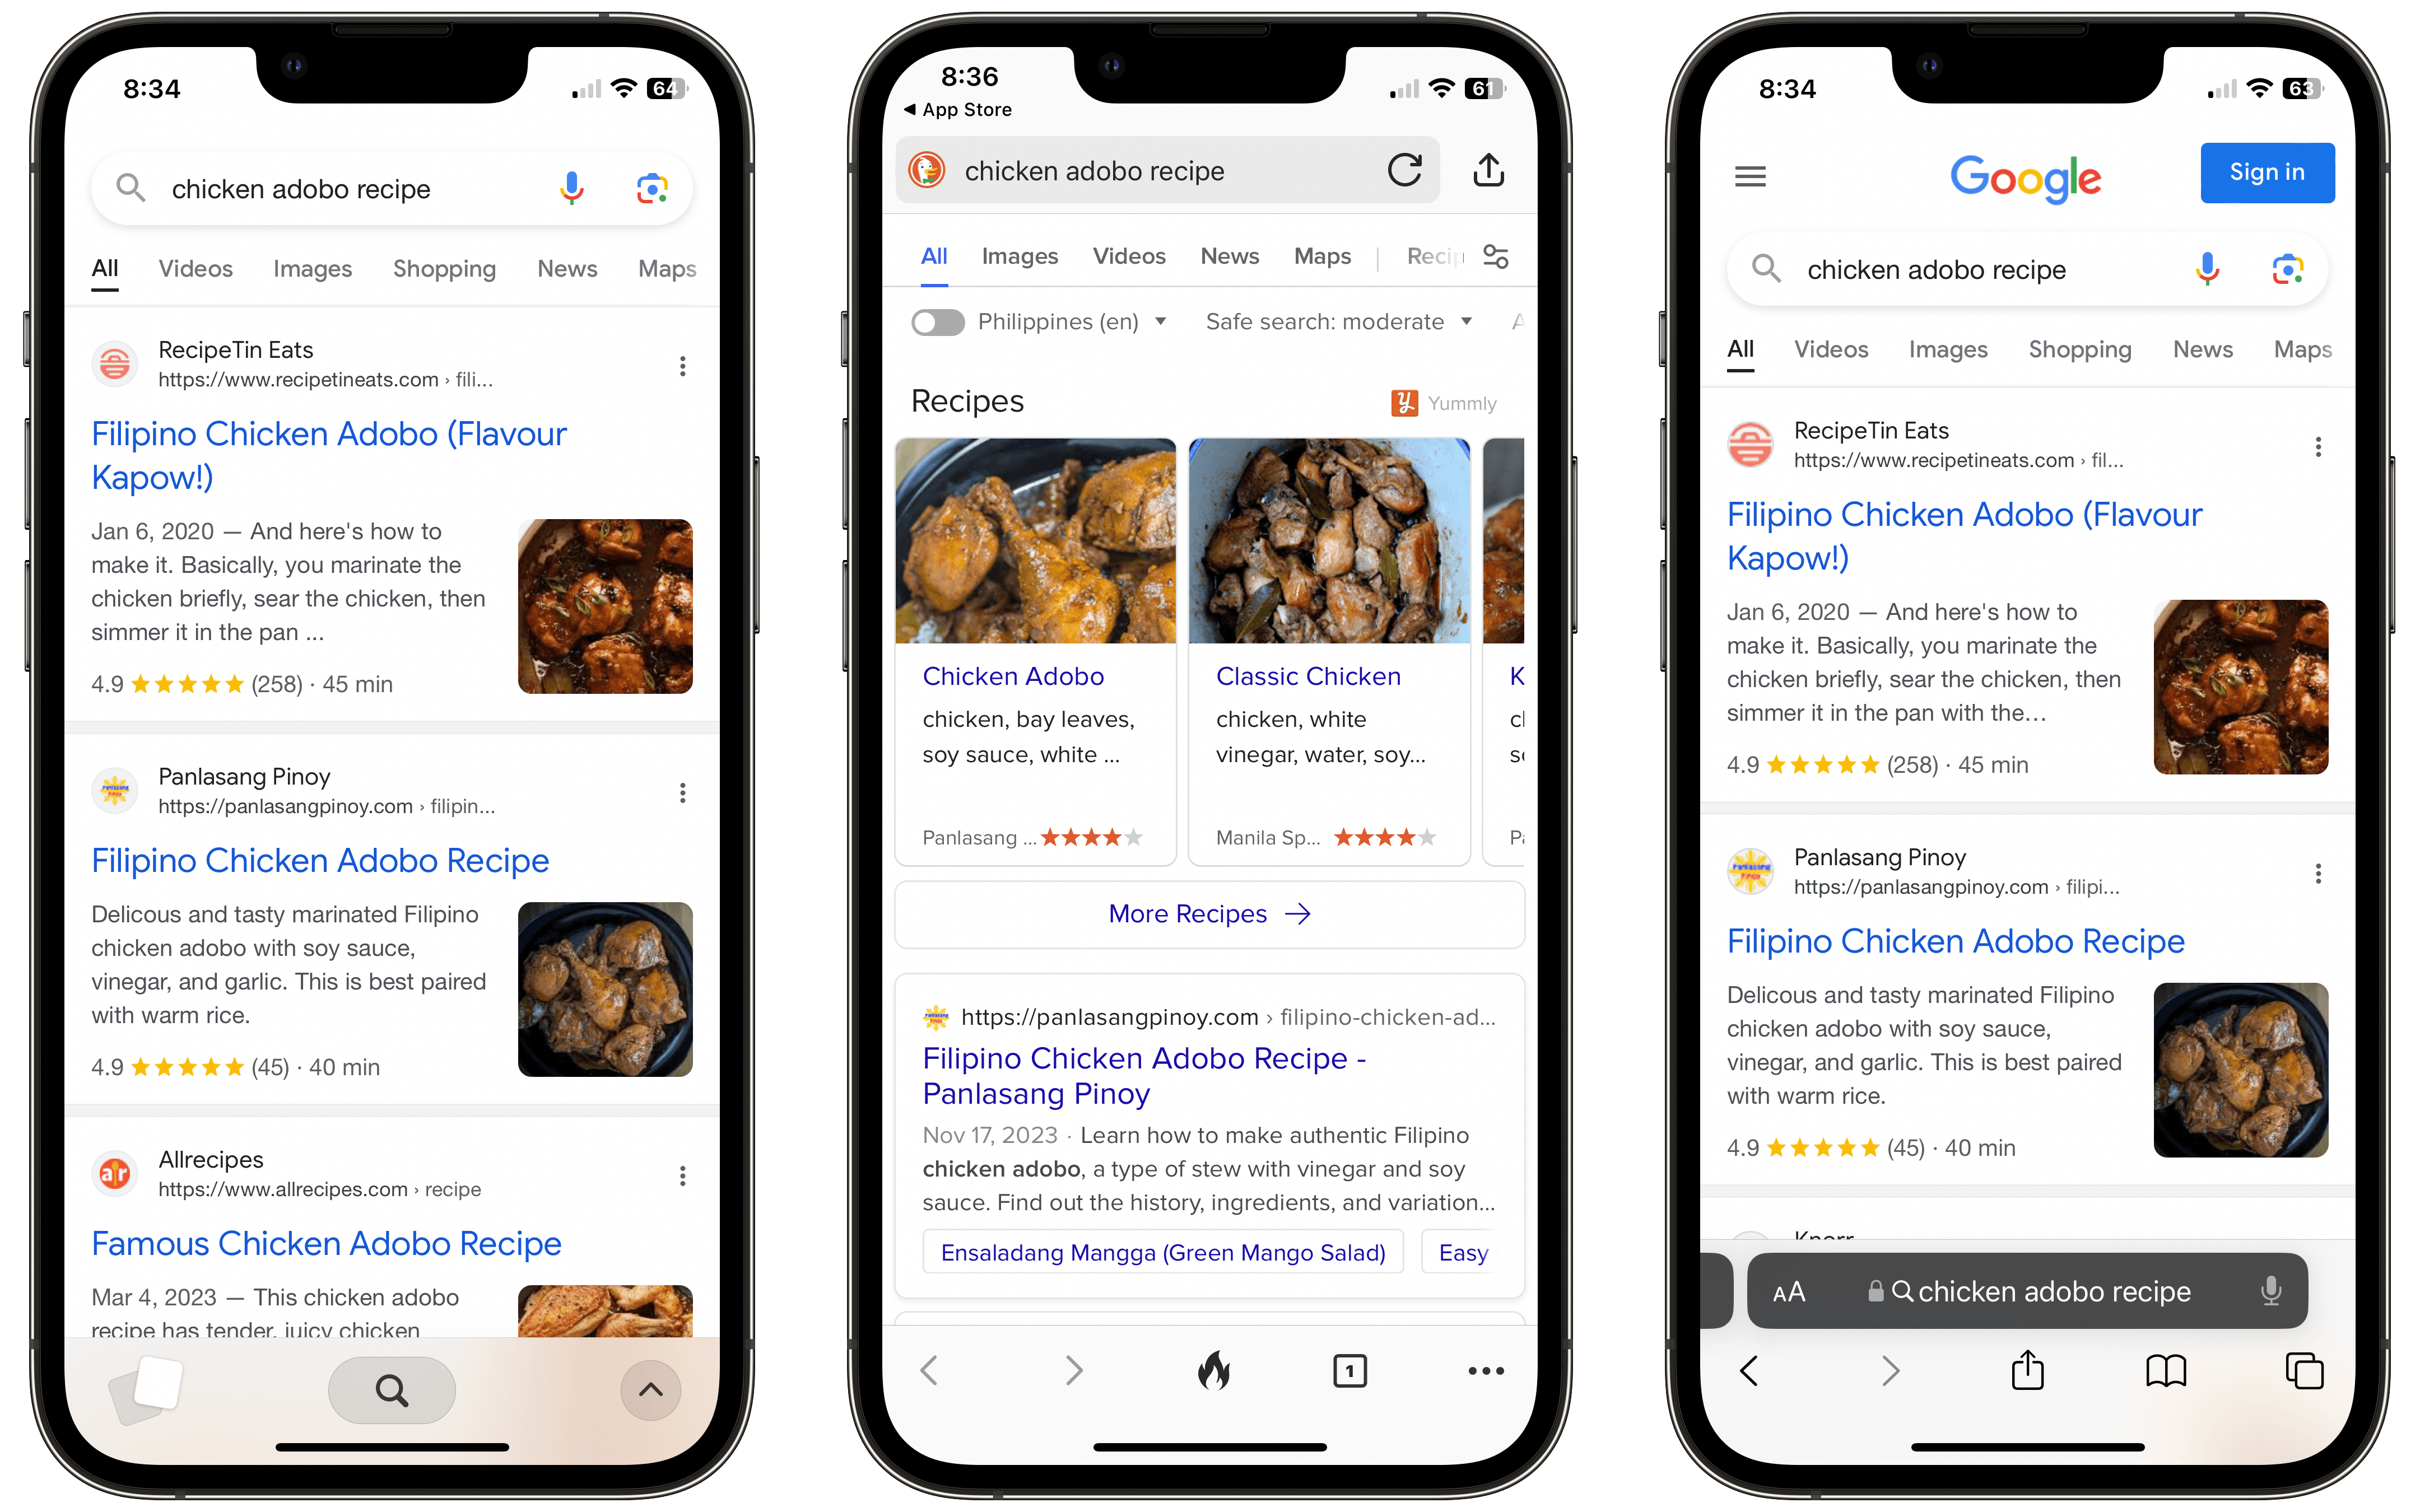 8:34
64
chicken adobo recipe
All Videos Images Shopping News Maps
RecipeTin Eats
https://www.recipetineats.com › fili...
Filipino Chicken Adobo (Flavour
Kapow!)
Jan 6, 2020 — And here's how to
make it. Basically, you marinate the
chicken briefly, sear the chicken, then
simmer it in the pan ...
4.9 ★★★★★ (258) · 45 min
Panlasang Pinoy
https://panlasangpinoy.com › filipin...
Filipino Chicken Adobo Recipe
Delicous and tasty marinated Filipino
chicken adobo with soy sauce,
vinegar, and garlic. This is best paired
with warm rice.
4.9 ★★★★★ (45) · 40 min
Allrecipes
https://www.allrecipes.com › recipe
Famous Chicken Adobo Recipe
Mar 4, 2023 — This chicken adobo
recipe has tender, juicy chicken
8:36
61
App Store
chicken adobo recipe
All Images Videos News Maps | Recip
Philippines (en) Safe search: moderate A
Recipes
Yummly
Chicken Adobo
chicken, bay leaves,
soy sauce, white ...
Panlasang ... ★★★★★
Classic Chicken
chicken, white
vinegar, water, soy...
Manila Sp... ★★★★★
K
More Recipes →
https://panlasangpinoy.com › filipino-chicken-ad...
Filipino Chicken Adobo Recipe -
Panlasang Pinoy
Nov 17, 2023 · Learn how to make authentic Filipino
chicken adobo, a type of stew with vinegar and soy
sauce. Find out the history, ingredients, and variation...
Ensaladang Mangga (Green Mango Salad) Easy
1
8:34
63
Google
Sign in
chicken adobo recipe
All Videos Images Shopping News Maps
RecipeTin Eats
https://www.recipetineats.com › fil...
Filipino Chicken Adobo (Flavour
Kapow!)
Jan 6, 2020 — And here's how to
make it. Basically, you marinate the
chicken briefly, sear the chicken, then
simmer it in the pan with the...
4.9 ★★★★★ (258) · 45 min
Panlasang Pinoy
https://panlasangpinoy.com › filipi...
Filipino Chicken Adobo Recipe
Delicous and tasty marinated Filipino
chicken adobo with soy sauce,
vinegar, and garlic. This is best paired
with warm rice.
4.9 ★★★★★ (45) · 40 min
Knorr
AA chicken adobo recipe